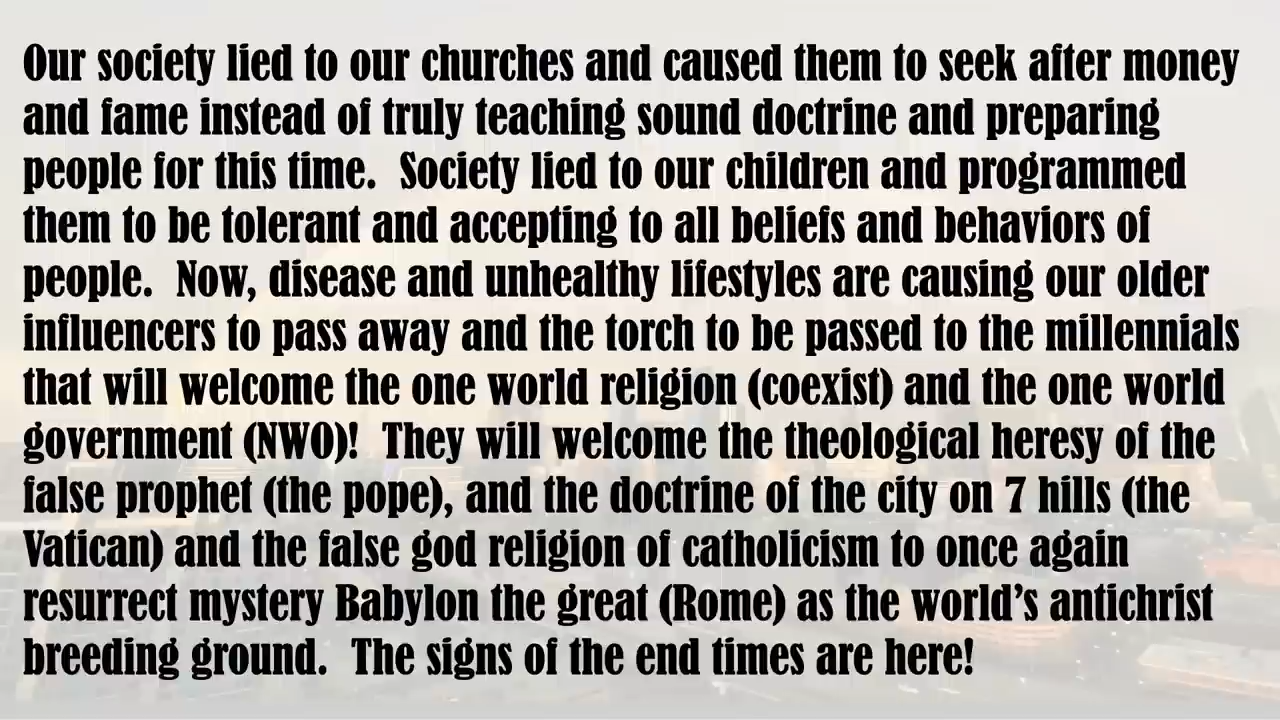 Our society lied to our churches and caused them to seek after money
and fame instead of truly teaching sound doctrine and preparing
people for this time.  Society lied to our children and programmed
them to be tolerant and accepting to all beliefs and behaviors of
people.  Now, disease and unhealthy lifestyles are causing our older
influencers to pass away and the torch to be passed to the millennials
that will welcome the one world religion (coexist) and the one world
government (NWO)!  They will welcome the theological heresy of the
false prophet (the pope), and the doctrine of the city on 7 hills (the
Vatican) and the false god religion of catholicism to once again
resurrect mystery Babylon the great (Rome) as the world’s antichrist
breeding ground.  The signs of the end times are here!